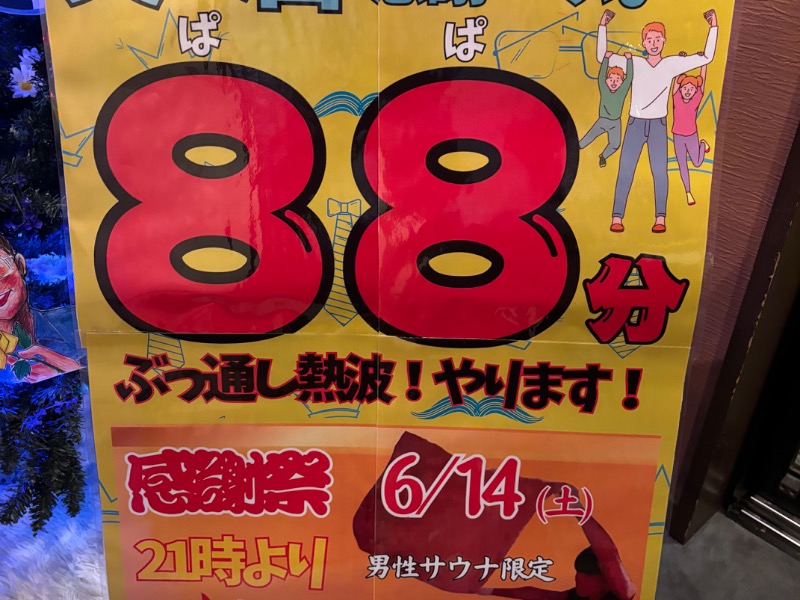 ぱ ぱ
88分
ぶっ通し熱波！やります！
感謝祭 6/14(土)
21時より 男性サウナ限定